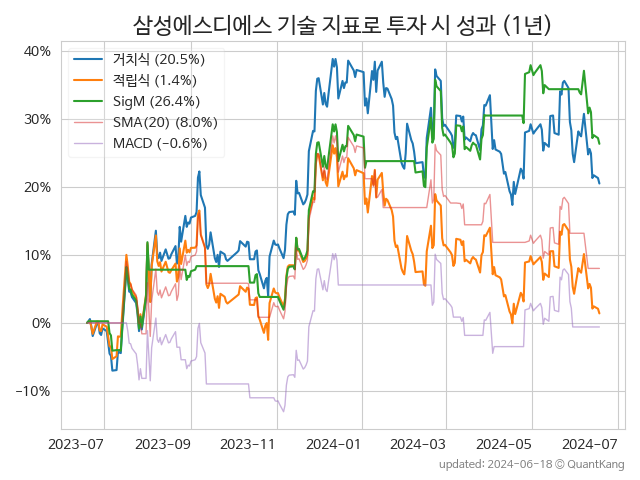 삼성에스디에스 기술 지표로 투자 시 성과 (1년)
거치식 (20.5%)
적립식 (1.4%)
SigM (26.4%)
SMA(20) (8.0%)
MACD (−0.6%)
40%
30%
20%
10%
0%
−10%
2023-07 2023-09 2023-11 2024-01 2024-03 2024-05 2024-07
updated: 2024-06-18 © QuantKang